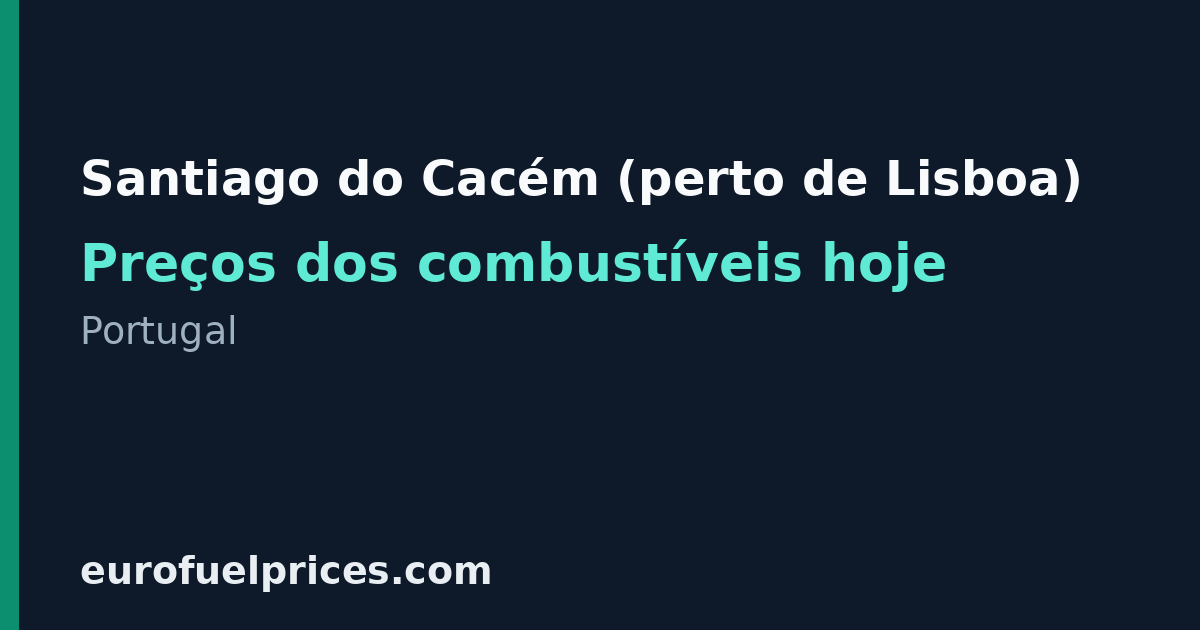 Santiago do Cacém (perto de Lisboa)
Preços dos combustíveis hoje
Portugal
eurofuelprices.com